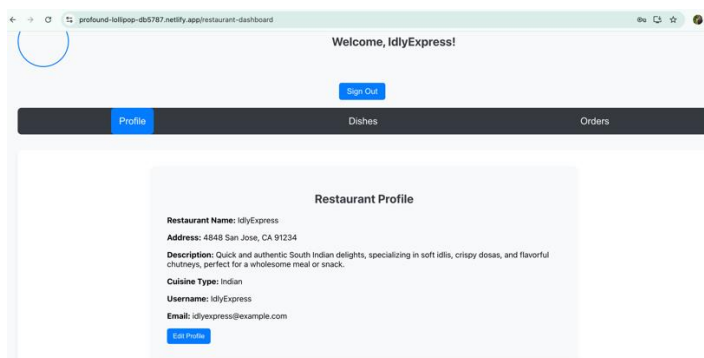 profound-lollipop-db5787.netlify.app/restaurant-dashboard
Welcome, IdlyExpress!
Sign Out
Profile Dishes Orders
Restaurant Profile
Restaurant Name: IdlyExpress
Address: 4848 San Jose, CA 91234
Description: Quick and authentic South Indian delights, specializing in soft idlis, crispy dosas, and flavorful
chutneys, perfect for a wholesome meal or snack.
Cuisine Type: Indian
Username: IdlyExpress
Email: idlyexpress@example.com
Edit Profile